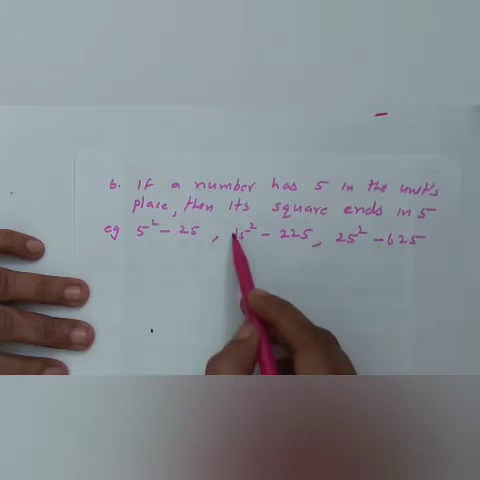 6. If a number has 5 in the unit's
place, then its square ends in 5
eg 5² - 25 , 15² - 225, 25² - 625